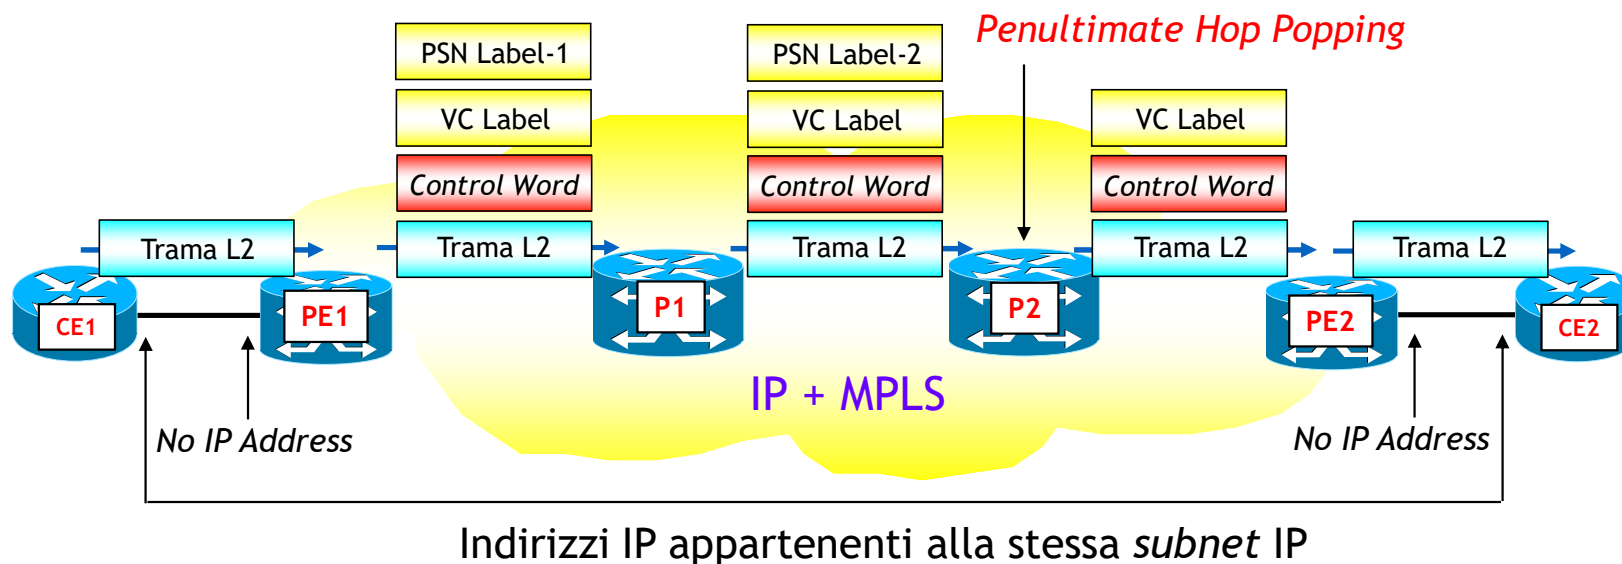 Penultimate Hop Popping
PSN Label-1
PSN Label-2
VC Label
VC Label
VC Label
Control Word
Control Word
Control Word
Trama L2
Trama L2
Trama L2
Trama L2
Trama L2
CE1
PE1
P1
P2
PE2
CE2
IP + MPLS
No IP Address
No IP Address
Indirizzi IP appartenenti alla stessa subnet IP